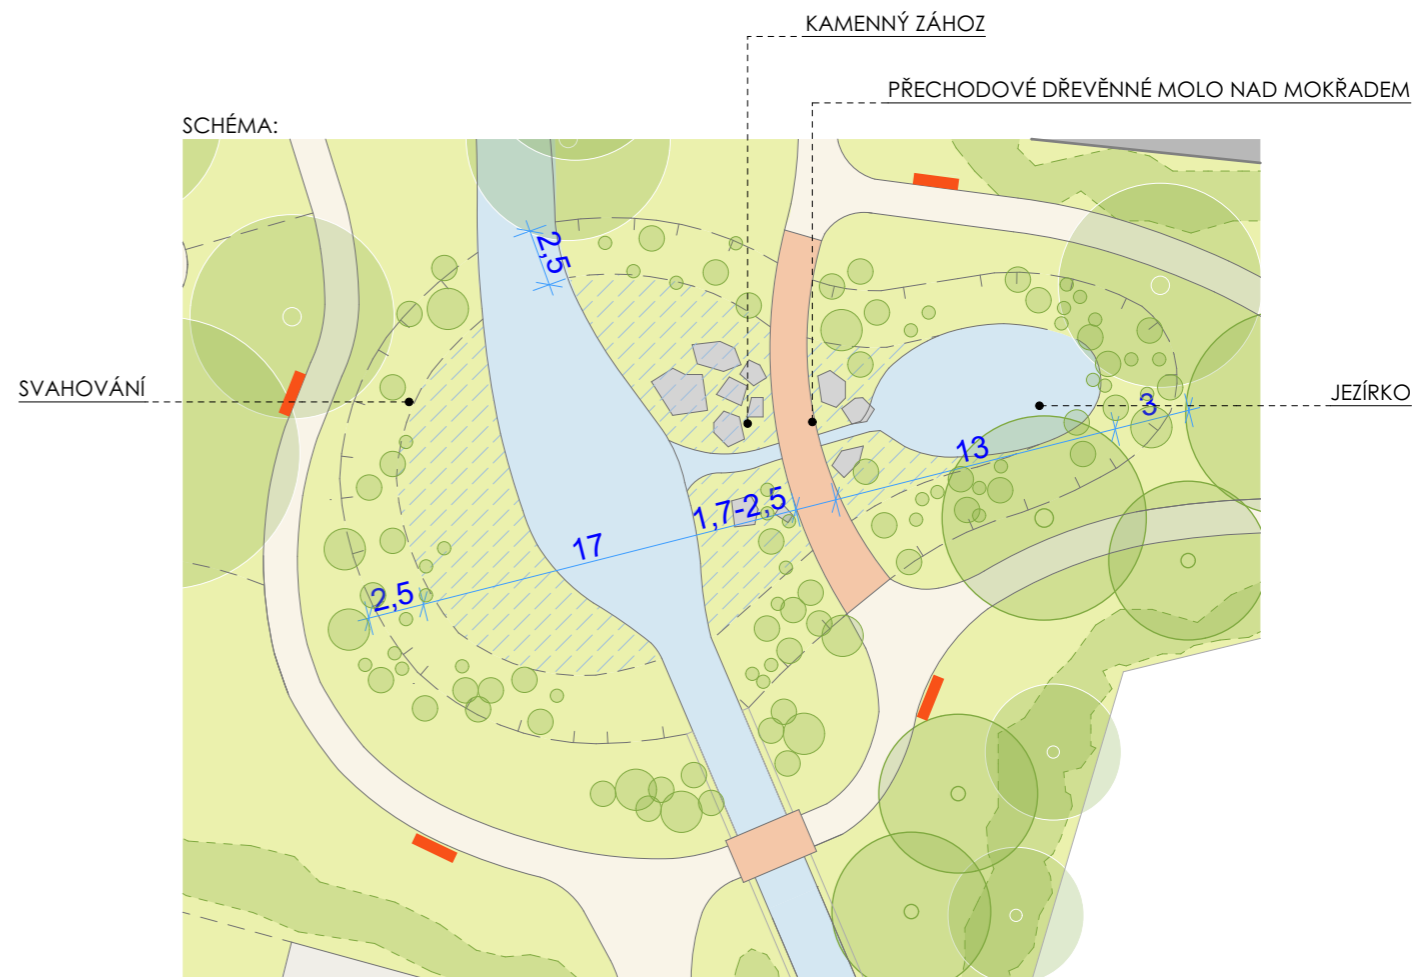 KAMENNÝ ZÁHOZ
PŘECHODOVÉ DŘEVĚNNÉ MOLO NAD MOKŘADEM
SCHÉMA:
2,5
SVAHOVÁNÍ
JEZÍRKO
3
13
1,7-2,5
17
2,5